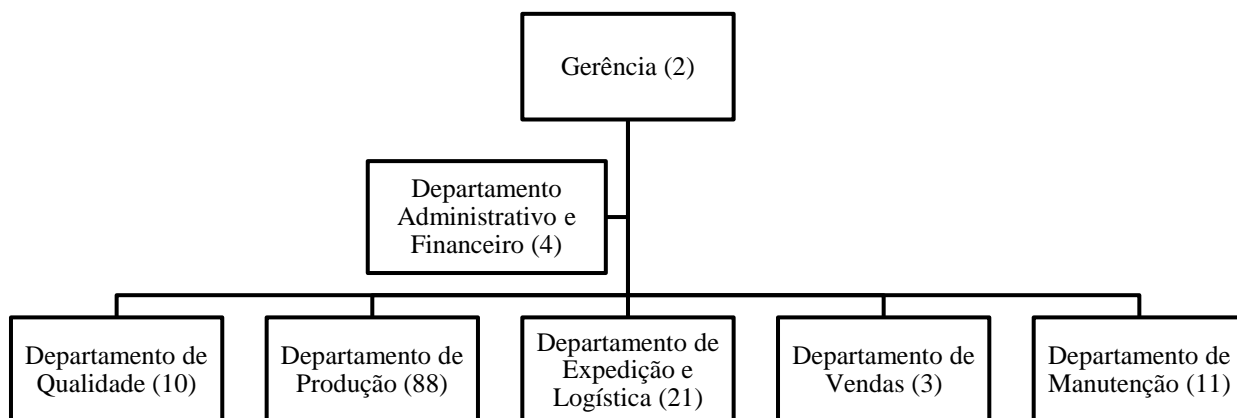 Gerência (2)
Departamento
Administrativo e
Financeiro (4)
Departamento de
Qualidade (10)
Departamento de
Produção (88)
Departamento de
Expedição e
Logística (21)
Departamento de
Vendas (3)
Departamento de
Manutenção (11)